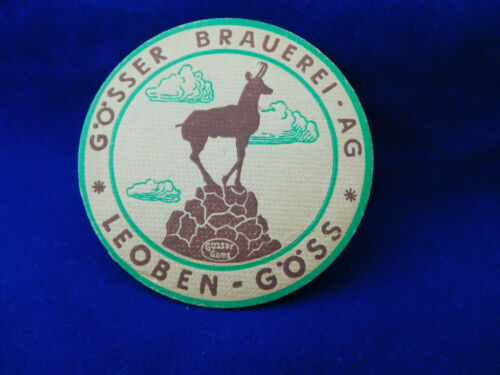 GÖSSER BRAUEREI · AG
* LEOBEN - GÖSS *
Gösser
Gams